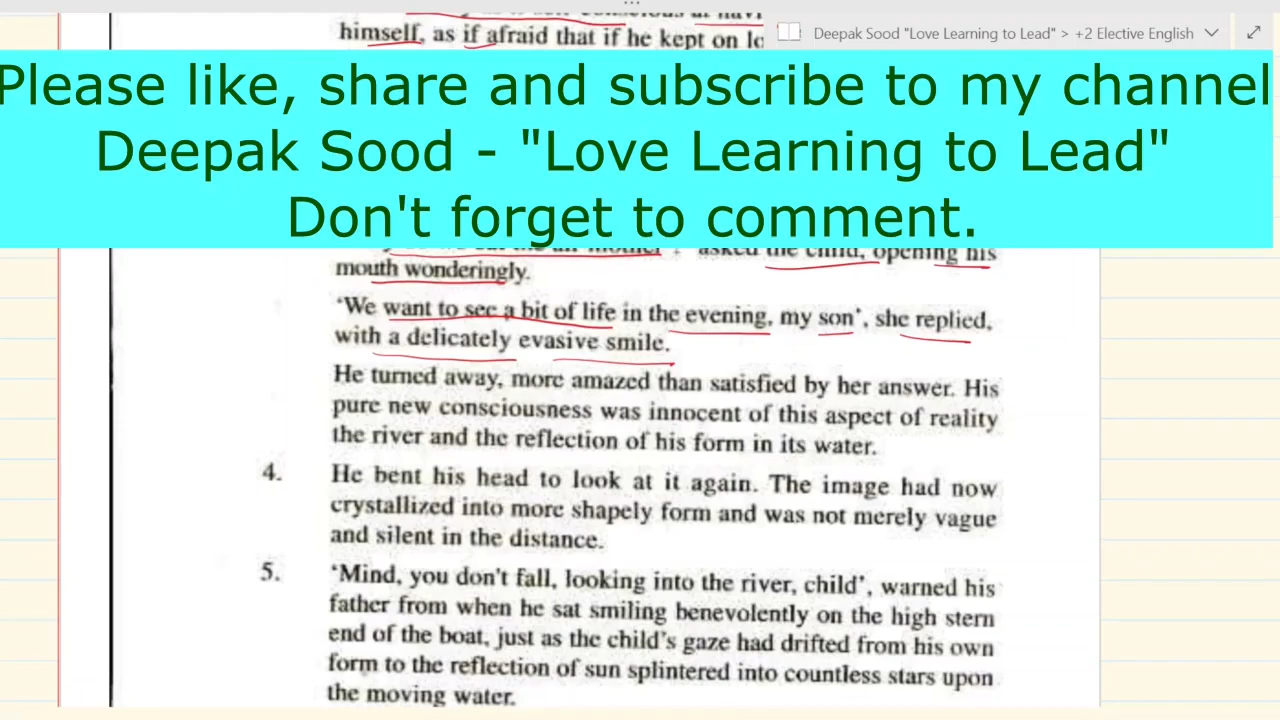 himself, as if afraid that if he kept on
Deepak Sood "Love Learning to Lead" > +2 Elective English
Please like, share and subscribe to my channel
Deepak Sood - "Love Learning to Lead"
Don't forget to comment.
asked the child, opening his
mouth wonderingly.
'We want to see a bit of life in the evening, my son', she replied,
with a delicately evasive smile.
He turned away, more amazed than satisfied by her answer. His
pure new consciousness was innocent of this aspect of reality
the river and the reflection of his form in its water.
4. He bent his head to look at it again. The image had now
crystallized into more shapely form and was not merely vague
and silent in the distance.
5. 'Mind, you don't fall, looking into the river, child', warned his
father from when he sat smiling benevolently on the high stern
end of the boat, just as the child's gaze had drifted from his own
form to the reflection of sun splintered into countless stars upon
the moving water.